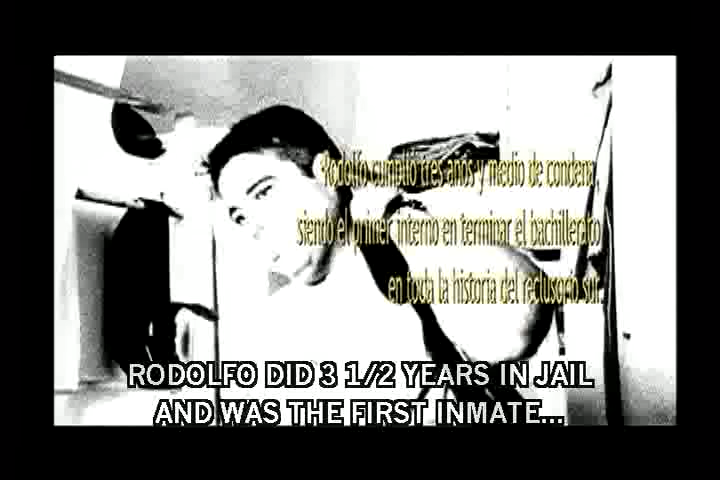 Rodolfo cumplió tres años y medio de condena,
siendo el primer interno en terminar el bachillerato
en toda la historia del reclusorio sur.
RODOLFO DID 3 1/2 YEARS IN JAIL
AND WAS THE FIRST INMATE...